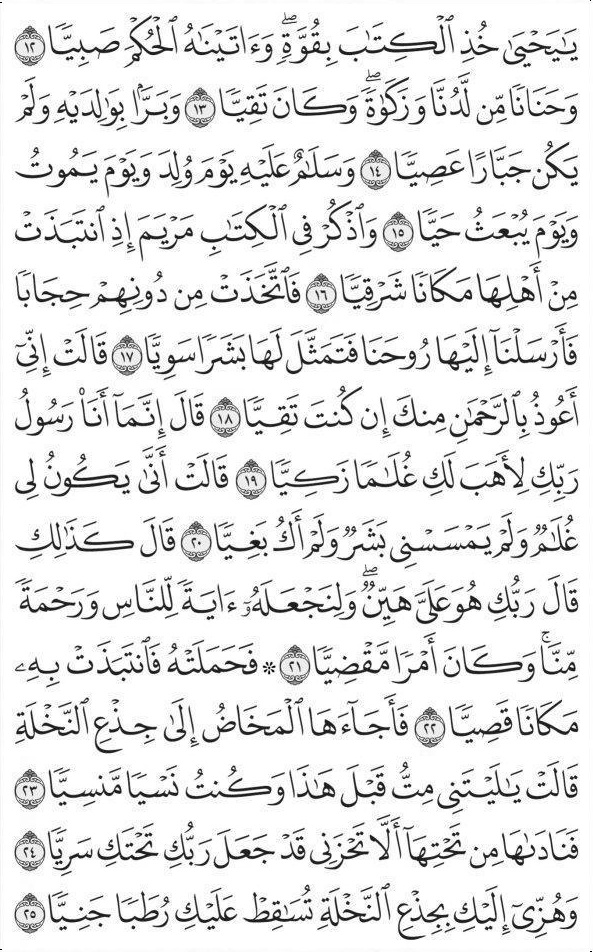 يَـٰيَحْيَىٰ خُذِ ٱلْكِتَـٰبَ بِقُوَّةٍۖ وَءَاتَيْنَـٰهُ ٱلْحُكْمَ صَبِيًّا ١٢
وَحَنَانًا مِّن لَّدُنَّا وَزَكَوٰةًۖ وَكَانَ تَقِيًّا ١٣ وَبَرًّۢا بِوَٰلِدَيْهِ وَلَمْ
يَكُن جَبَّارًا عَصِيًّا ١٤ وَسَلَـٰمٌ عَلَيْهِ يَوْمَ وُلِدَ وَيَوْمَ يَمُوتُ
وَيَوْمَ يُبْعَثُ حَيًّا ١٥ وَٱذْكُرْ فِى ٱلْكِتَـٰبِ مَرْيَمَ إِذِ ٱنتَبَذَتْ
مِنْ أَهْلِهَا مَكَانًا شَرْقِيًّا ١٦ فَٱتَّخَذَتْ مِن دُونِهِمْ حِجَابًا
فَأَرْسَلْنَآ إِلَيْهَا رُوحَنَا فَتَمَثَّلَ لَهَا بَشَرًا سَوِيًّا ١٧ قَالَتْ إِنِّىٓ
أَعُوذُ بِٱلرَّحْمَـٰنِ مِنكَ إِن كُنتَ تَقِيًّا ١٨ قَالَ إِنَّمَآ أَنَا۠ رَسُولُ
رَبِّكِ لِأَهَبَ لَكِ غُلَـٰمًا زَكِيًّا ١٩ قَالَتْ أَنَّىٰ يَكُونُ لِى
غُلَـٰمٌ وَلَمْ يَمْسَسْنِى بَشَرٌ وَلَمْ أَكُ بَغِيًّا ٢٠ قَالَ كَذَٰلِكِ
قَالَ رَبُّكِ هُوَ عَلَىَّ هَيِّنٌۖ وَلِنَجْعَلَهُۥٓ ءَايَةً لِّلنَّاسِ وَرَحْمَةً
مِّنَّاۚ وَكَانَ أَمْرًا مَّقْضِيًّا ٢١ * فَحَمَلَتْهُ فَٱنتَبَذَتْ بِهِۦ
مَكَانًا قَصِيًّا ٢٢ فَأَجَآءَهَا ٱلْمَخَاضُ إِلَىٰ جِذْعِ ٱلنَّخْلَةِ
قَالَتْ يَـٰلَيْتَنِى مِتُّ قَبْلَ هَـٰذَا وَكُنتُ نَسْيًا مَّنسِيًّا ٢٣
فَنَادَىٰهَا مِن تَحْتِهَآ أَلَّا تَحْزَنِى قَدْ جَعَلَ رَبُّكِ تَحْتَكِ سَرِيًّا ٢٤
وَهُزِّىٓ إِلَيْكِ بِجِذْعِ ٱلنَّخْلَةِ تُسَـٰقِطْ عَلَيْكِ رُطَبًا جَنِيًّا ٢٥